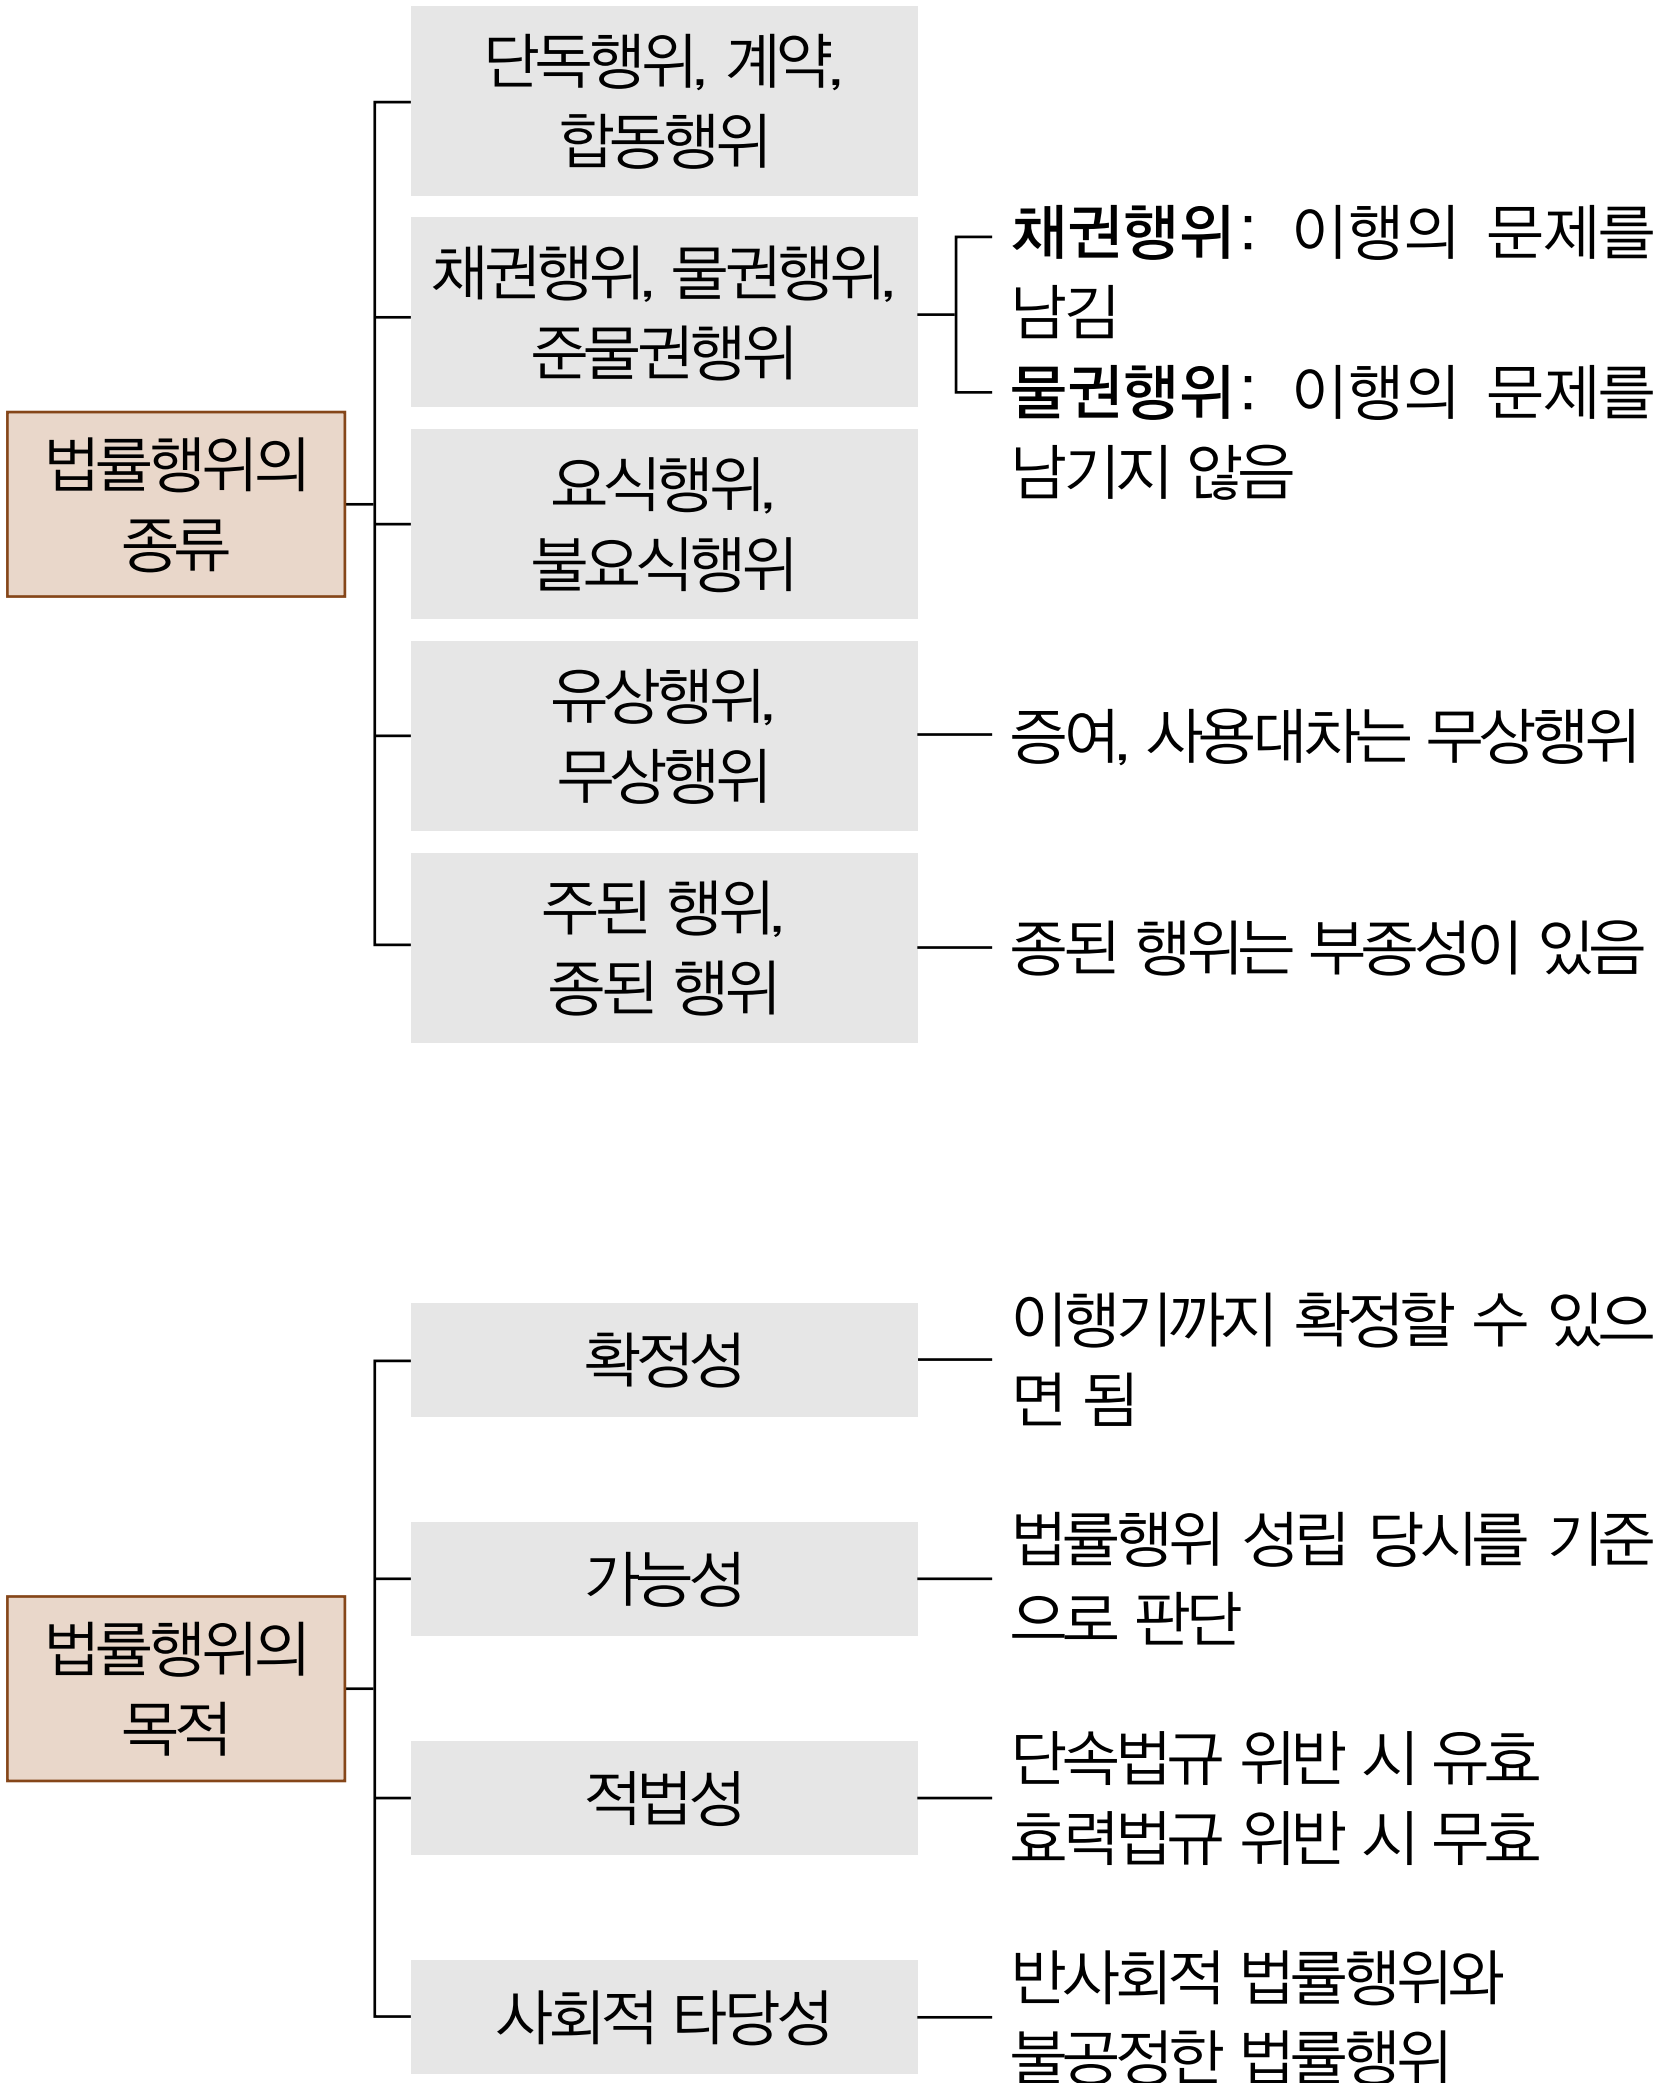 단독행위, 계약,
합동행위
채권행위, 물권행위,
준물권행위
채권행위: 이행의 문제를
남김
물권행위: 이행의 문제를
남기지 않음
법률행위의
종류
요식행위,
불요식행위
유상행위,
무상행위
증여, 사용대차는 무상행위
주된 행위,
종된 행위
종된 행위는 부종성이 있음
확정성
이행기까지 확정할 수 있으
면 됨
가능성
법률행위 성립 당시를 기준
으로 판단
법률행위의
목적
적법성
단속법규 위반 시 유효
효력법규 위반 시 무효
사회적 타당성
반사회적 법률행위와
불공정한 법률행위